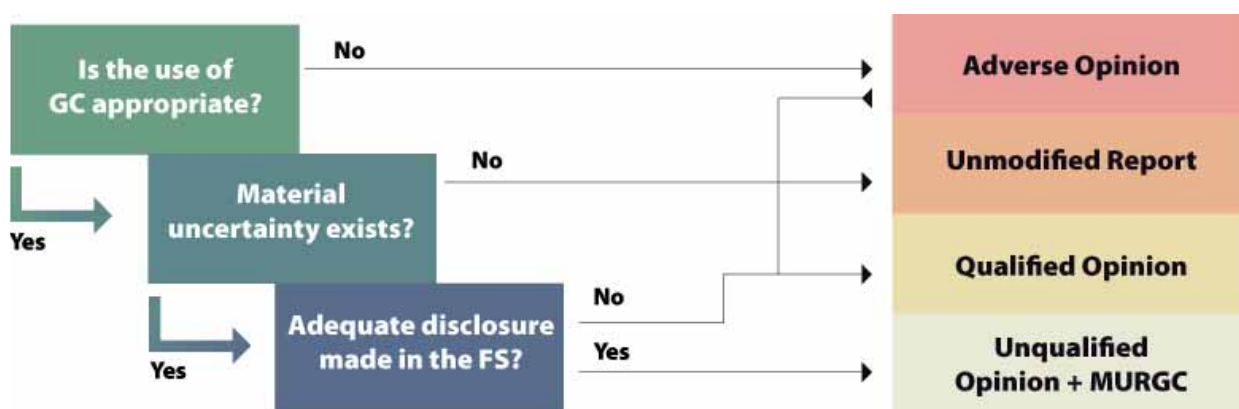 Is the use of
GC appropriate?
No
Adverse Opinion
Yes
Material
uncertainty exists?
No
Unmodified Report
Yes
Adequate disclosure
made in the FS?
No
Qualified Opinion
Yes
Unqualified
Opinion + MURGC